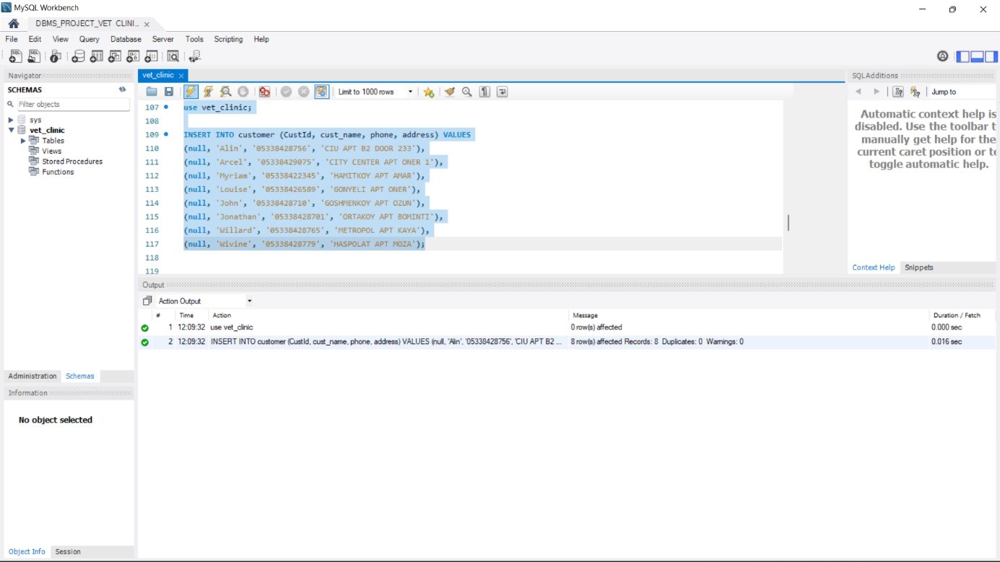 MySQL Workbench
DBMS_PROJECT_VET CLINI...
File Edit View Query Database Server Tools Scripting Help
Navigator
SCHEMAS
Filter objects
sys
vet_clinic
Tables
Views
Stored Procedures
Functions
Administration Schemas
Information
No object selected
Object Info Session
vet_clinic
Limit to 1000 rows
107 use vet_clinic;
108
109 INSERT INTO customer (CustId, cust_name, phone, address) VALUES
110 (null, 'Alin', '05338428756', 'CIU APT B2 DOOR 233'),
111 (null, 'Arcel', '05338429075', 'CITY CENTER APT ONER 1'),
112 (null, 'Myriam', '05338422345', 'HAMITKOY APT AMAR'),
113 (null, 'Louise', '05338426589', 'GONYELI APT ONER'),
114 (null, 'John', '05338428710', 'GOSHMENKOY APT OZUN'),
115 (null, 'Jonathan', '05338428701', 'ORTAKOY APT BOMINTI'),
116 (null, 'Willard', '05338428765', 'METROPOL APT KAYA'),
117 (null, 'Wivine', '05338428779', 'HASPOLAT APT MOZA');
118
119
SQLAdditions
Jump to
Automatic context help is
disabled. Use the toolbar t
manually get help for the
current caret position or to
toggle automatic help.
Context Help Snippets
Output
Action Output
# Time Action Message Duration / Fetch
1 12:09:32 use vet_clinic 0 row(s) affected 0.000 sec
2 12:09:32 INSERT INTO customer (CustId, cust_name, phone, address) VALUES (null, 'Alin', '05338428756', 'CIU APT B2 ... 8 row(s) affected Records: 8 Duplicates: 0 Warnings: 0 0.016 sec